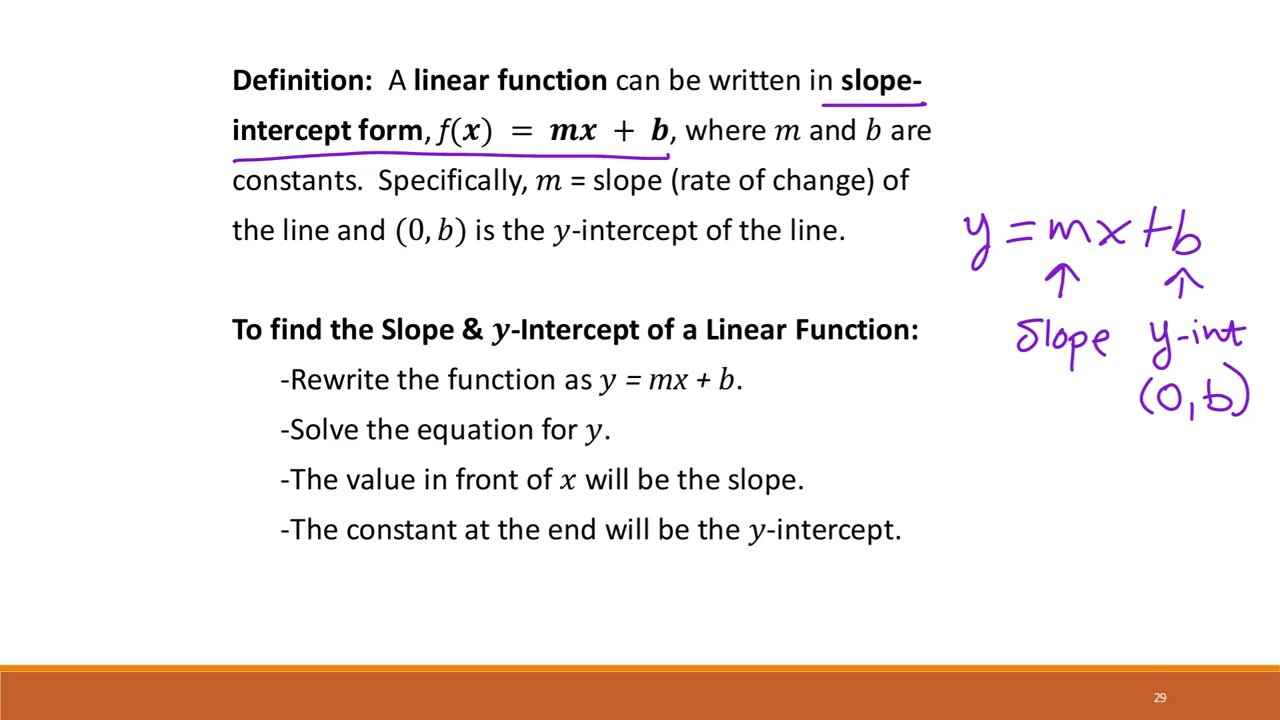 Definition: A linear function can be written in slope-
intercept form, f(x) = mx + b, where m and b are
constants. Specifically, m = slope (rate of change) of
the line and (0, b) is the y-intercept of the line.
y = mx + b
↑ ↑
slope y-int
(0, b)
To find the Slope & y-Intercept of a Linear Function:
-Rewrite the function as y = mx + b.
-Solve the equation for y.
-The value in front of x will be the slope.
-The constant at the end will be the y-intercept.
29